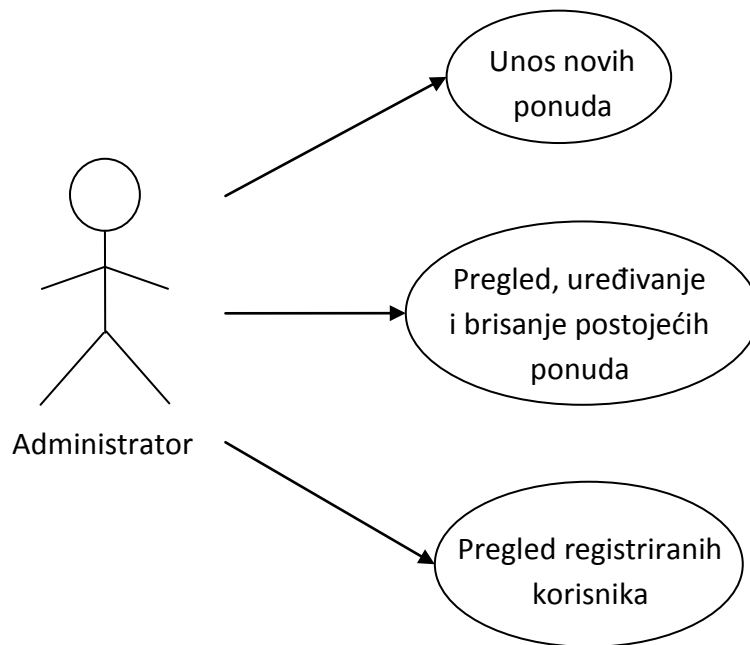 Unos novih
ponuda
Pregled, uređivanje
i brisanje postojećih
ponuda
Administrator
Pregled registriranih
korisnika